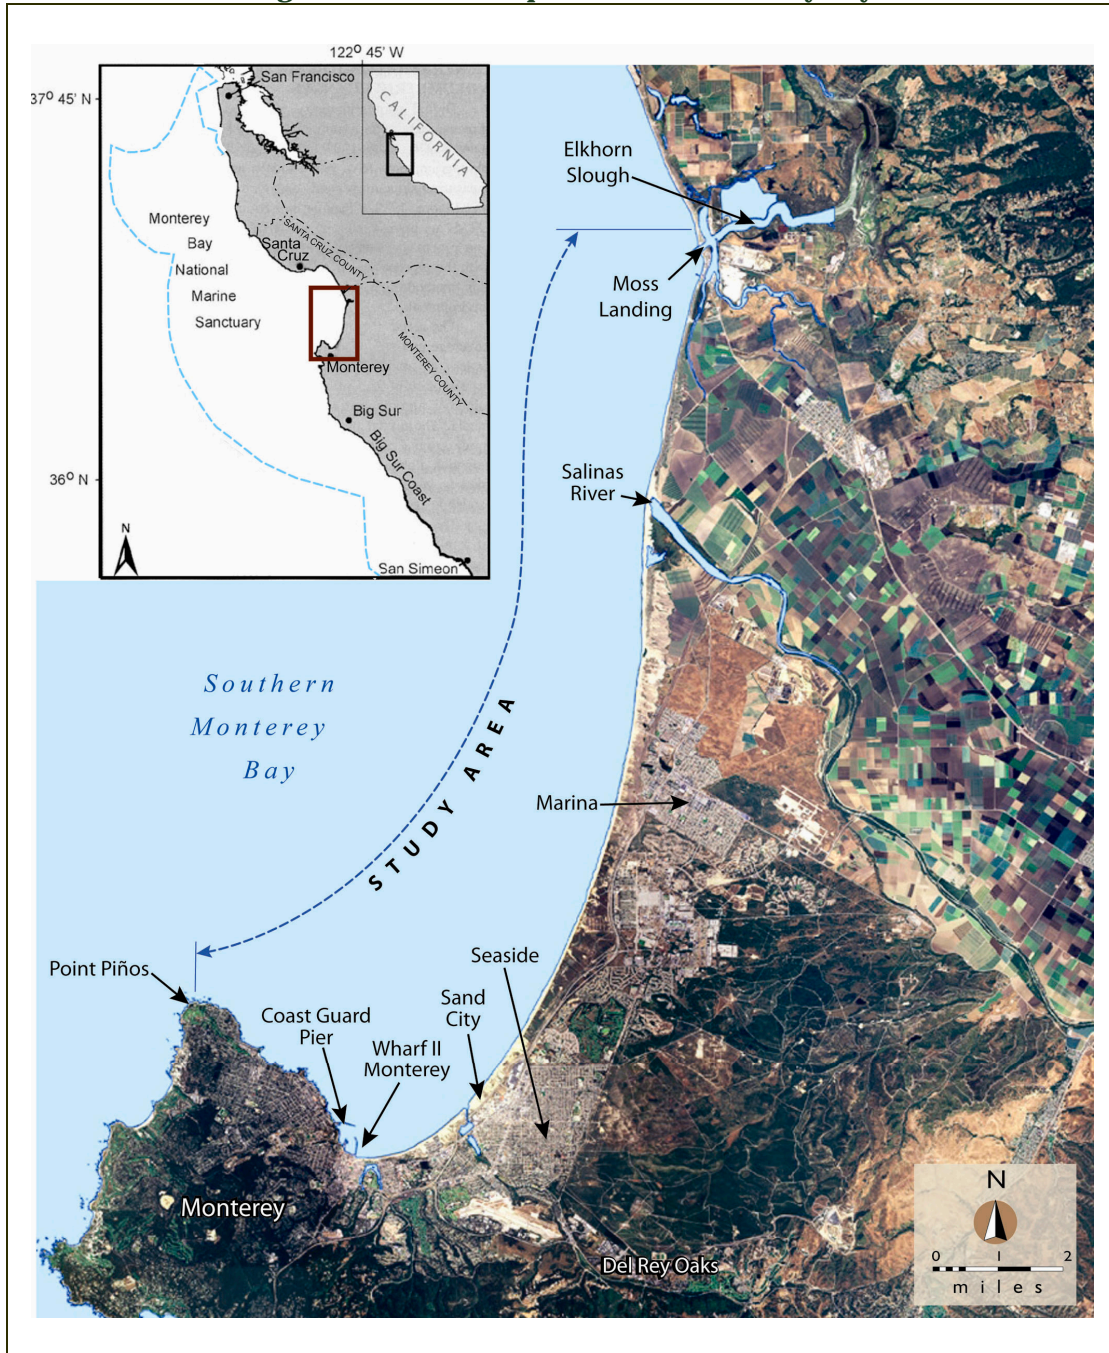 122° 45' W
37° 45' N
San Francisco
CALIFORNIA
Monterey
Bay
National
Marine
Sanctuary
Santa
Cruz
SANTA CRUZ COUNTY
MONTEREY COUNTY
Monterey
Big Sur
Big Sur Coast
36° N
N
San Simeon
Elkhorn
Slough
Moss
Landing
Salinas
River
Southern
Monterey
Bay
STUDY AREA
Marina
Point Piños
Seaside
Sand
City
Coast Guard
Pier
Wharf II
Monterey
Monterey
Del Rey Oaks
N
0 1 2
miles